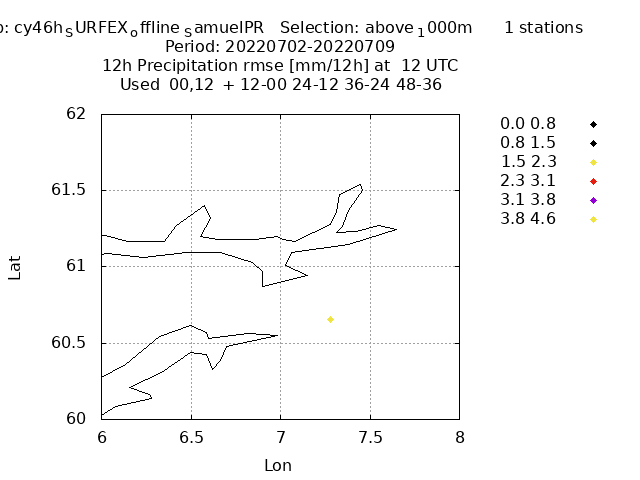 : cy46hSURFEXoffline SamuelPR   Selection: above1000m      1 stations
Period: 20220702-20220709
12h Precipitation rmse [mm/12h] at  12 UTC
Used  00,12  + 12-00 24-12 36-24 48-36
62
61.5
61
60.5
60
6
6.5
7
7.5
8
Lat
Lon
0.0 0.8
0.8 1.5
1.5 2.3
2.3 3.1
3.1 3.8
3.8 4.6